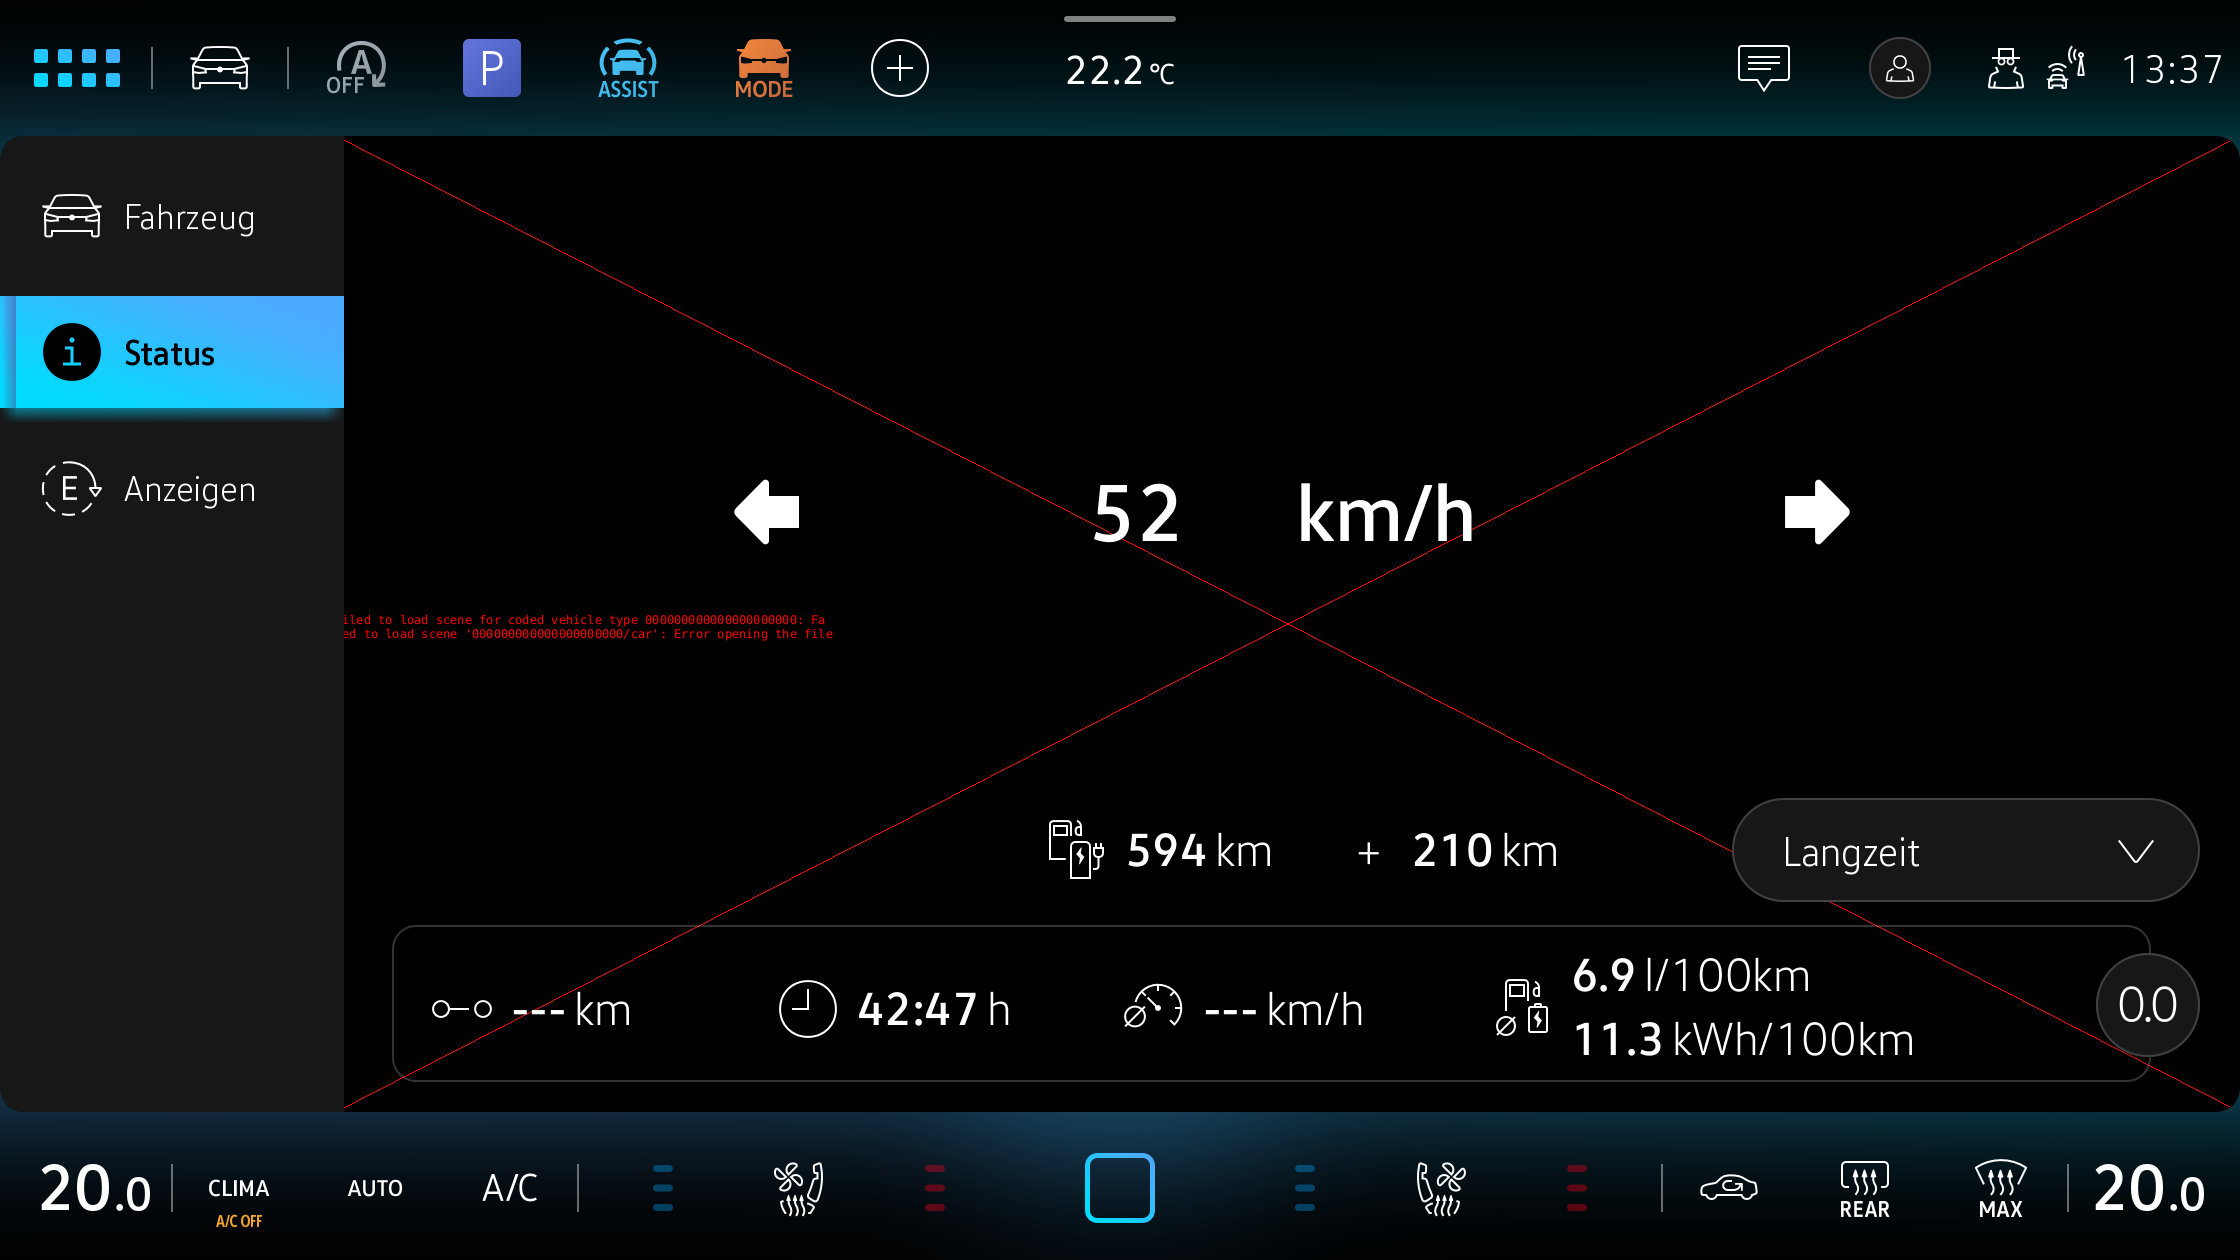 A
OFF
P
ASSIST
MODE
22.2 °C
13:37
Fahrzeug
i Status
E Anzeigen
52 km/h
iled to load scene for coded vehicle type 000000000000000000000: Fa
ed to load scene '000000000000000000000/car': Error opening the file
594 km + 210 km
Langzeit
--- km
42:47 h
--- km/h
6.9 l/100km
11.3 kWh/100km
0.0
20.0
CLIMA
A/C OFF
AUTO
A/C
REAR
MAX
20.0